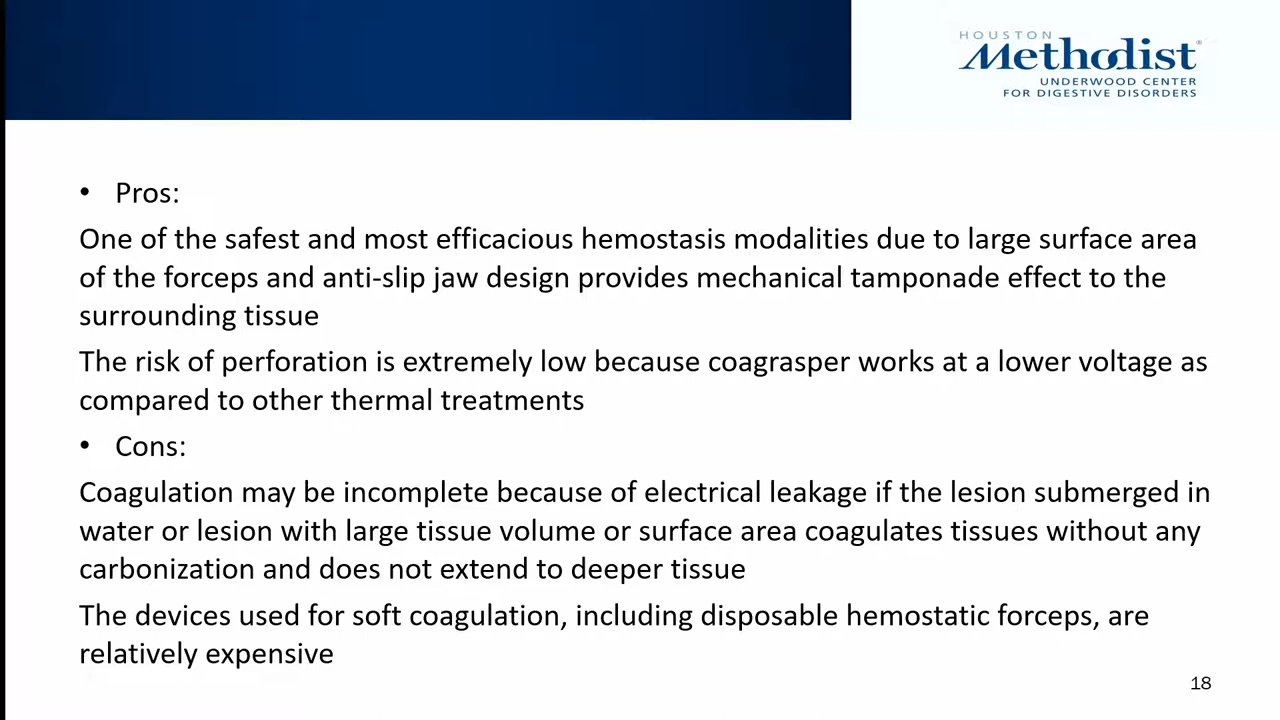 HOUSTON
Methodist®
UNDERWOOD CENTER
FOR DIGESTIVE DISORDERS
• Pros:
One of the safest and most efficacious hemostasis modalities due to large surface area
of the forceps and anti-slip jaw design provides mechanical tamponade effect to the
surrounding tissue
The risk of perforation is extremely low because coagrasper works at a lower voltage as
compared to other thermal treatments
• Cons:
Coagulation may be incomplete because of electrical leakage if the lesion submerged in
water or lesion with large tissue volume or surface area coagulates tissues without any
carbonization and does not extend to deeper tissue
The devices used for soft coagulation, including disposable hemostatic forceps, are
relatively expensive
18